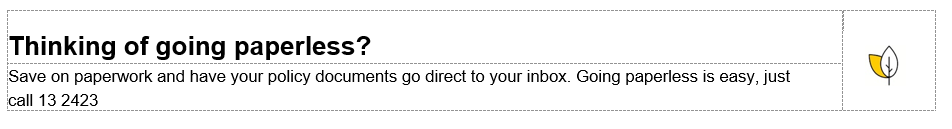 Thinking of going paperless?
Save on paperwork and have your policy documents go direct to your inbox. Going paperless is easy, just
call 13 2423